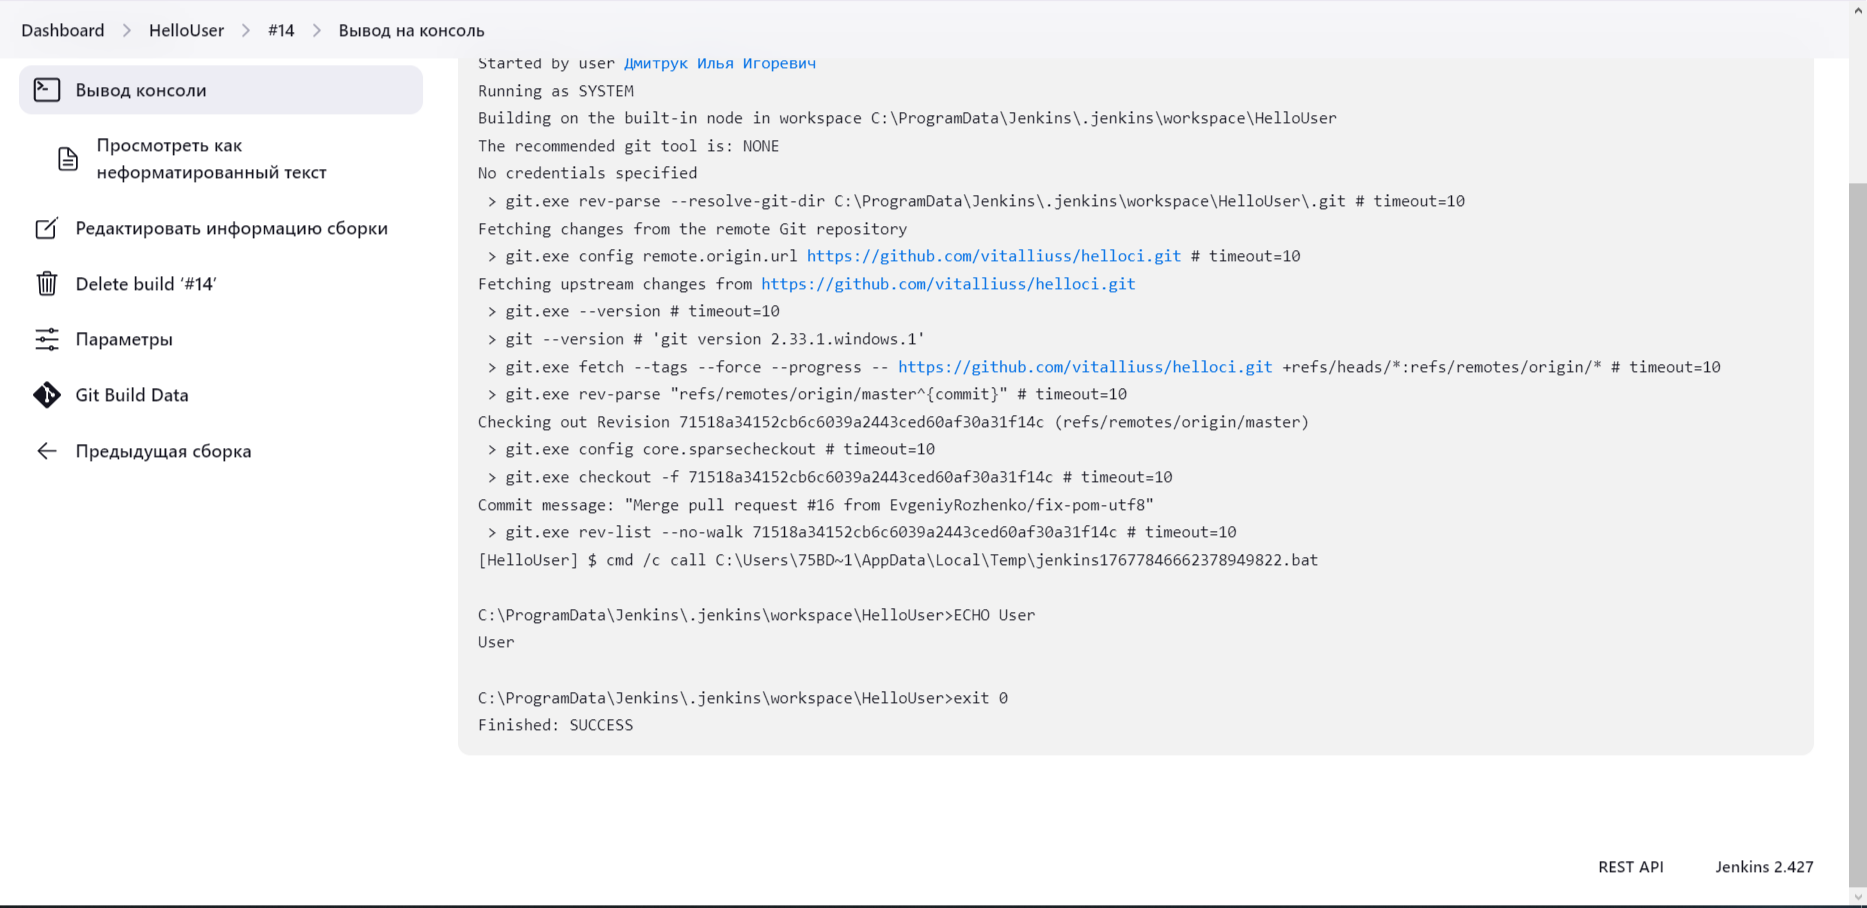 Dashboard > HelloUser > #14 > Вывод на консоль
Вывод консоли
Просмотреть как
неформатированный текст
Редактировать информацию сборки
Delete build ‘#14’
Параметры
Git Build Data
Предыдущая сборка
Started by user Дмитрук Илья Игоревич
Running as SYSTEM
Building on the built-in node in workspace C:\ProgramData\Jenkins\.jenkins\workspace\HelloUser
The recommended git tool is: NONE
No credentials specified
 > git.exe rev-parse --resolve-git-dir C:\ProgramData\Jenkins\.jenkins\workspace\HelloUser\.git # timeout=10
Fetching changes from the remote Git repository
 > git.exe config remote.origin.url https://github.com/vitalliuss/helloci.git # timeout=10
Fetching upstream changes from https://github.com/vitalliuss/helloci.git
 > git.exe --version # timeout=10
 > git --version # 'git version 2.33.1.windows.1'
 > git.exe fetch --tags --force --progress -- https://github.com/vitalliuss/helloci.git +refs/heads/*:refs/remotes/origin/* # timeout=10
 > git.exe rev-parse "refs/remotes/origin/master^{commit}" # timeout=10
Checking out Revision 71518a34152cb6c6039a2443ced60af30a31f14c (refs/remotes/origin/master)
 > git.exe config core.sparsecheckout # timeout=10
 > git.exe checkout -f 71518a34152cb6c6039a2443ced60af30a31f14c # timeout=10
Commit message: "Merge pull request #16 from EvgeniyRozhenko/fix-pom-utf8"
 > git.exe rev-list --no-walk 71518a34152cb6c6039a2443ced60af30a31f14c # timeout=10
[HelloUser] $ cmd /c call C:\Users\75BD~1\AppData\Local\Temp\jenkins17677846662378949822.bat
C:\ProgramData\Jenkins\.jenkins\workspace\HelloUser>ECHO User
User
C:\ProgramData\Jenkins\.jenkins\workspace\HelloUser>exit 0
Finished: SUCCESS
REST API Jenkins 2.427